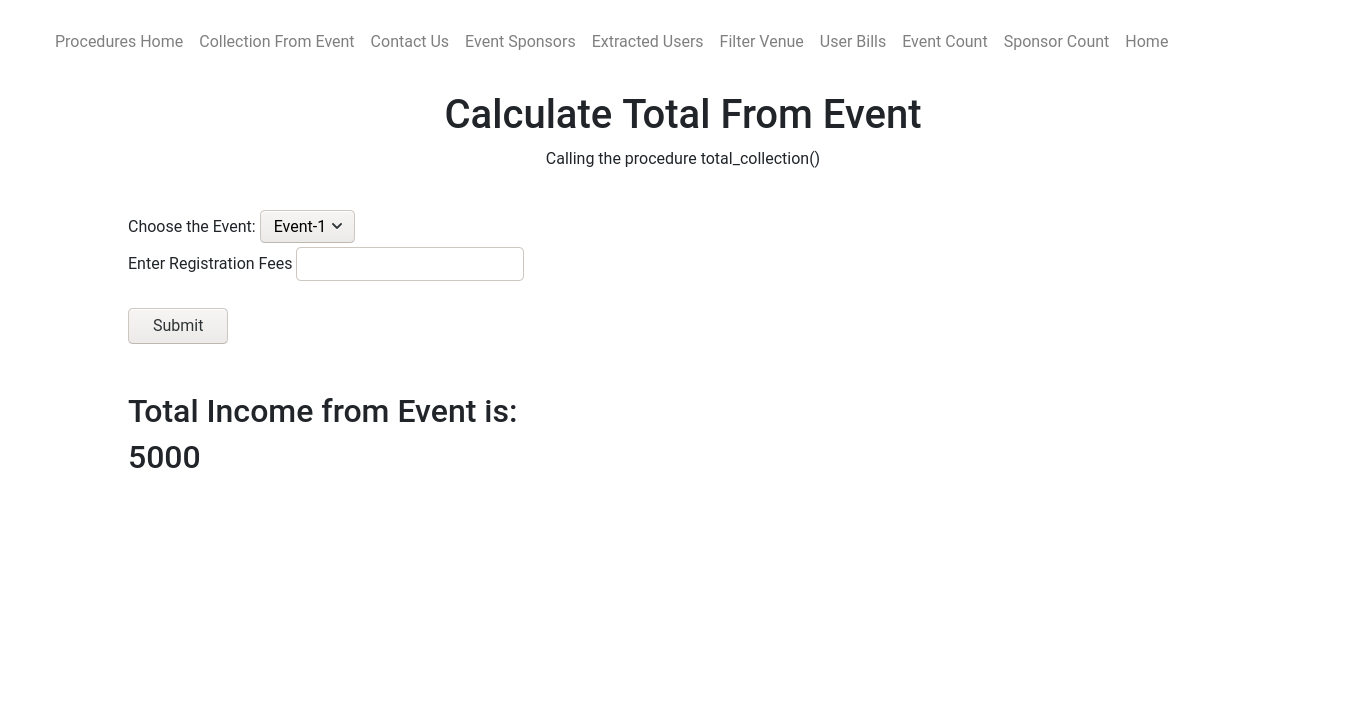 Procedures Home Collection From Event Contact Us Event Sponsors Extracted Users Filter Venue User Bills Event Count Sponsor Count Home
Calculate Total From Event
Calling the procedure total_collection()
Choose the Event: Event-1
Enter Registration Fees
Submit
Total Income from Event is:
5000